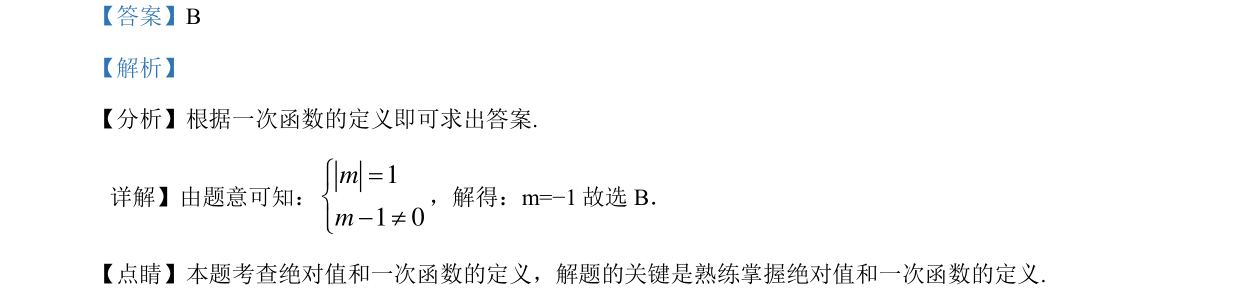 【答案】B
【解析】
【分析】根据一次函数的定义即可求出答案.
详解】由题意可知：{|m|=1 m−1≠0，解得：m=−1 故选 B．
【点睛】本题考查绝对值和一次函数的定义，解题的关键是熟练掌握绝对值和一次函数的定义.